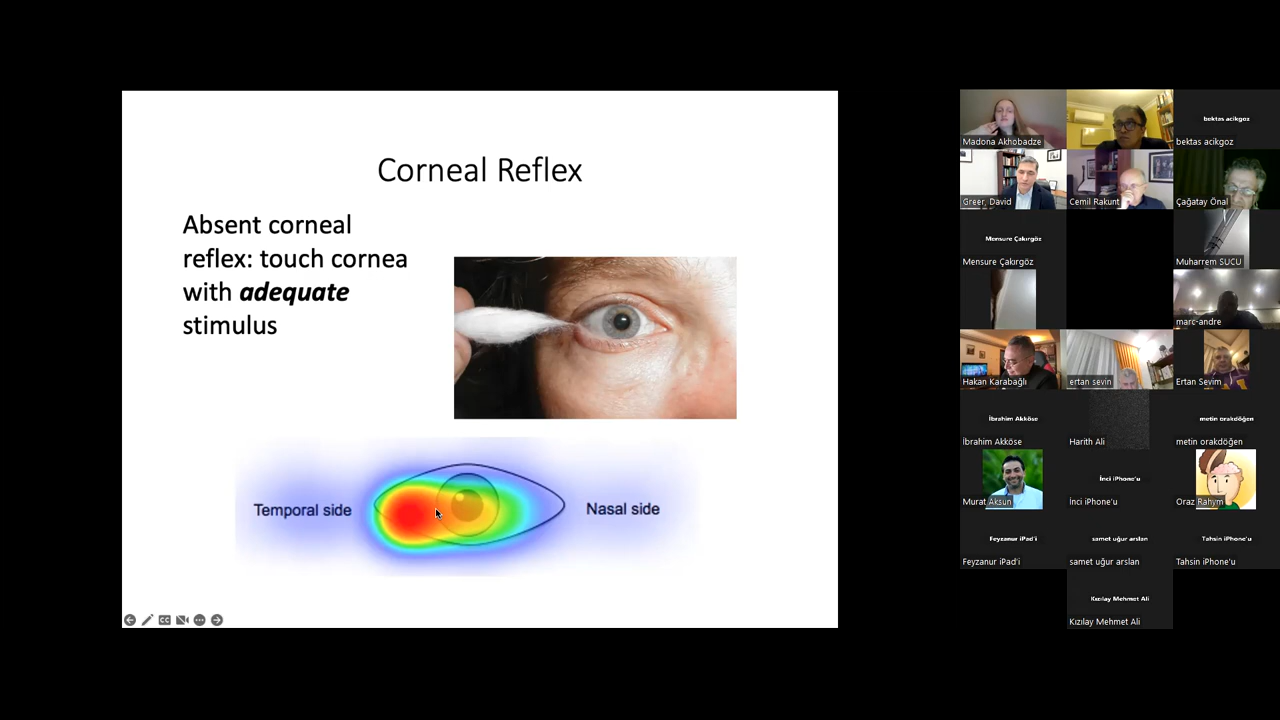 Corneal Reflex
Absent corneal
reflex: touch cornea
with adequate
stimulus
Temporal side
Nasal side
CC
Madona Akhobadze
bektas acikgoz
bektas acikgoz
Greer, David
Cemil Rakunt
Çağatay Önal
Mensure Çakırgöz
Mensure Çakırgöz
Muharrem SUCU
marc-andre
Hakan Karabağlı
ertan sevin
Ertan Sevim
İbrahim Akköse
İbrahim Akköse
Harith Ali
metin orakdöğen
metin orakdöğen
Murat Aksun
İnci iPhone'u
İnci iPhone'u
Oraz Rahym
Feyzanur iPad'i
Feyzanur iPad'i
samet uğur arslan
samet uğur arslan
Tahsin iPhone'u
Tahsin iPhone'u
Kızılay Mehmet Ali
Kızılay Mehmet Ali